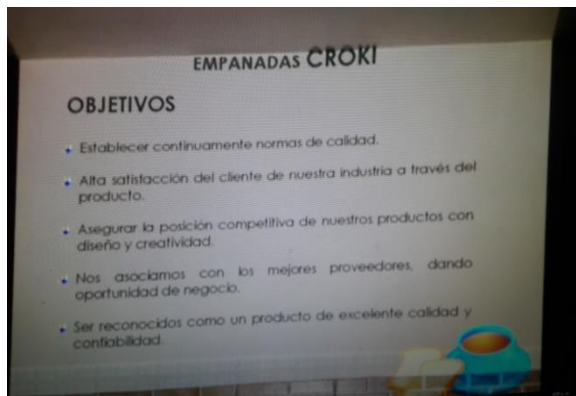 EMPANADAS CROKI
OBJETIVOS
Establecer continuamente normas de calidad.
Alta satisfacción del cliente de nuestra industria a través del
producto.
Asegurar la posición competitiva de nuestros productos con
diseño y creatividad.
Nos asociamos con los mejores proveedores, dando
oportunidad de negocio.
Ser reconocidos como un producto de excelente calidad y
confiabilidad.